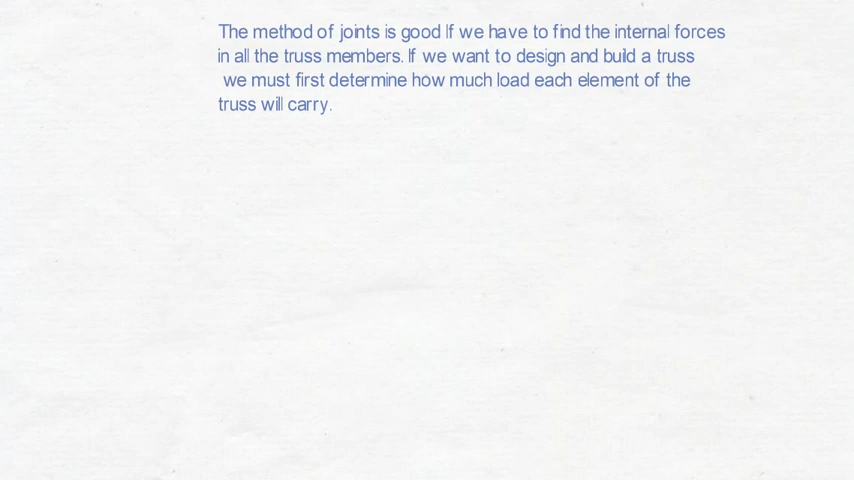 The method of joints is good If we have to find the internal forces
in all the truss members. If we want to design and build a truss
we must first determine how much load each element of the
truss will carry.